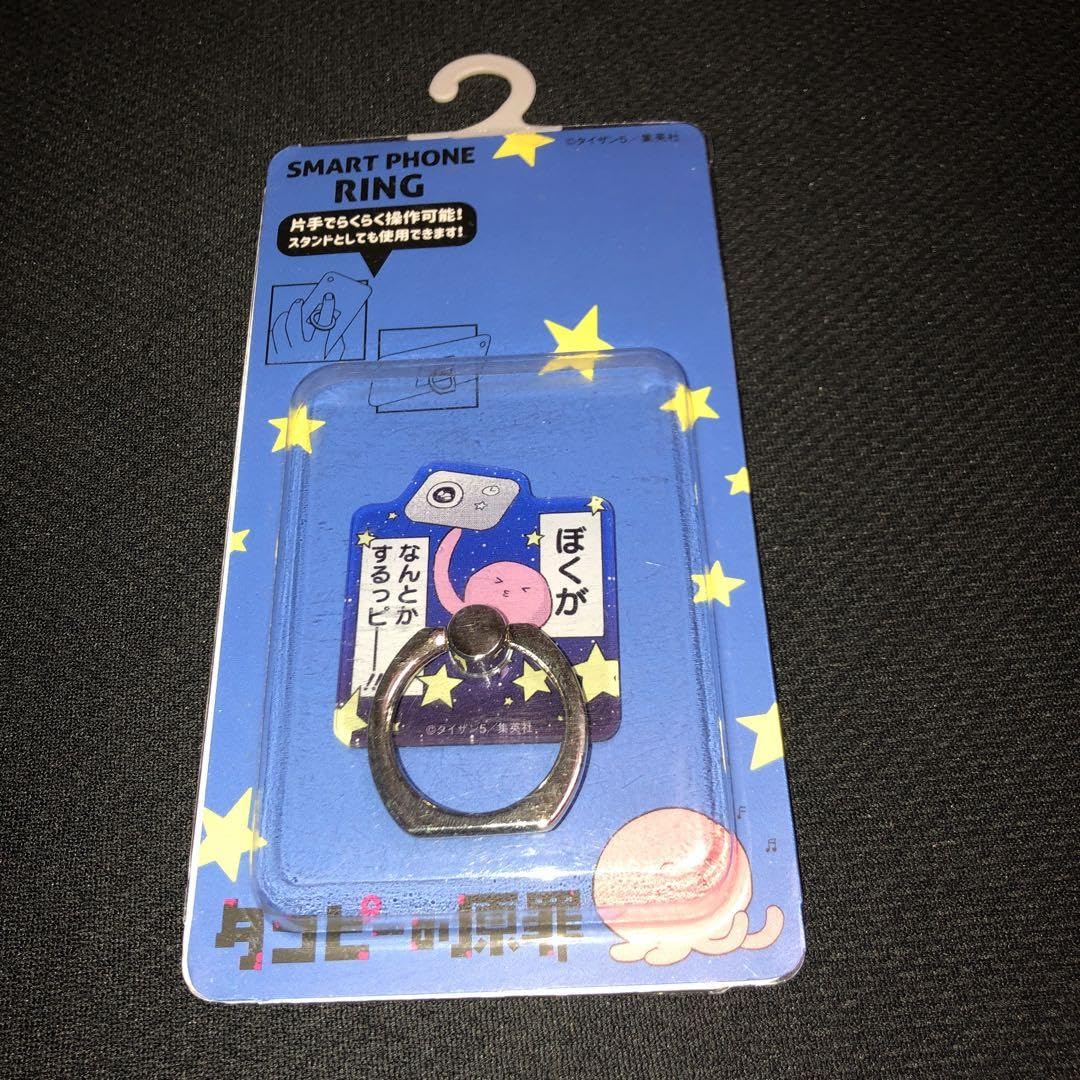 ©タイザン5／集英社
SMART PHONE
RING
片手でらくらく操作可能!
スタンドとしても使用できます!
ぼくが
なんとか
するっピ――!!
©タイザン5／集英社
タコピーの原罪